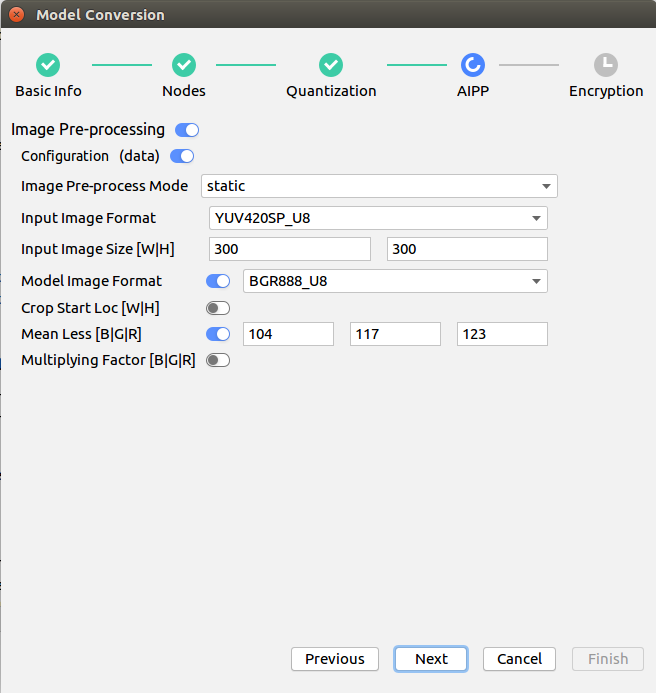 Model Conversion
Basic Info Nodes Quantization AIPP Encryption
Image Pre-processing
Configuration (data)
Image Pre-process Mode static
Input Image Format YUV420SP_U8
Input Image Size [W|H] 300 300
Model Image Format BGR888_U8
Crop Start Loc [W|H]
Mean Less [B|G|R] 104 117 123
Multiplying Factor [B|G|R]
Previous Next Cancel Finish